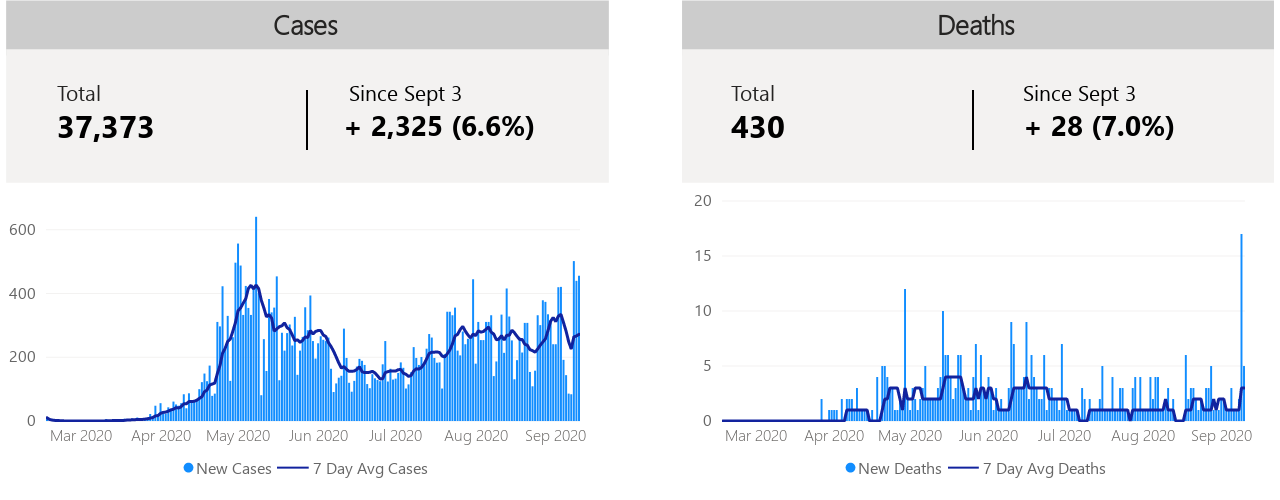 Cases
Total
37,373
Since Sept 3
+ 2,325 (6.6%)
600
400
200
0
Mar 2020 Apr 2020 May 2020 Jun 2020 Jul 2020 Aug 2020 Sep 2020
New Cases 7 Day Avg Cases
Deaths
Total
430
Since Sept 3
+ 28 (7.0%)
20
15
10
5
0
Mar 2020 Apr 2020 May 2020 Jun 2020 Jul 2020 Aug 2020 Sep 2020
New Deaths 7 Day Avg Deaths